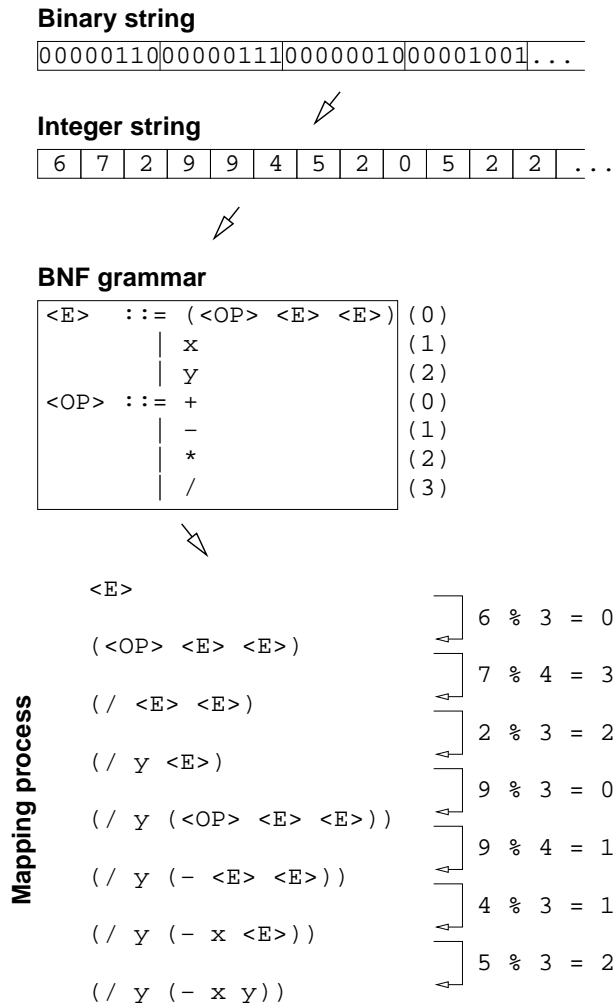 Binary string
00000110 00000111 00000010 00001001 ...
Integer string
6 7 2 9 9 4 5 2 0 5 2 2 ...
BNF grammar
<E> ::= (<OP> <E> <E>) (0)
| x (1)
| y (2)
<OP> ::= + (0)
| - (1)
| * (2)
| / (3)
Mapping process
<E>
6 % 3 = 0
(<OP> <E> <E>)
7 % 4 = 3
(/ <E> <E>)
2 % 3 = 2
(/ y <E>)
9 % 3 = 0
(/ y (<OP> <E> <E>))
9 % 4 = 1
(/ y (- <E> <E>))
4 % 3 = 1
(/ y (- x <E>))
5 % 3 = 2
(/ y (- x y))